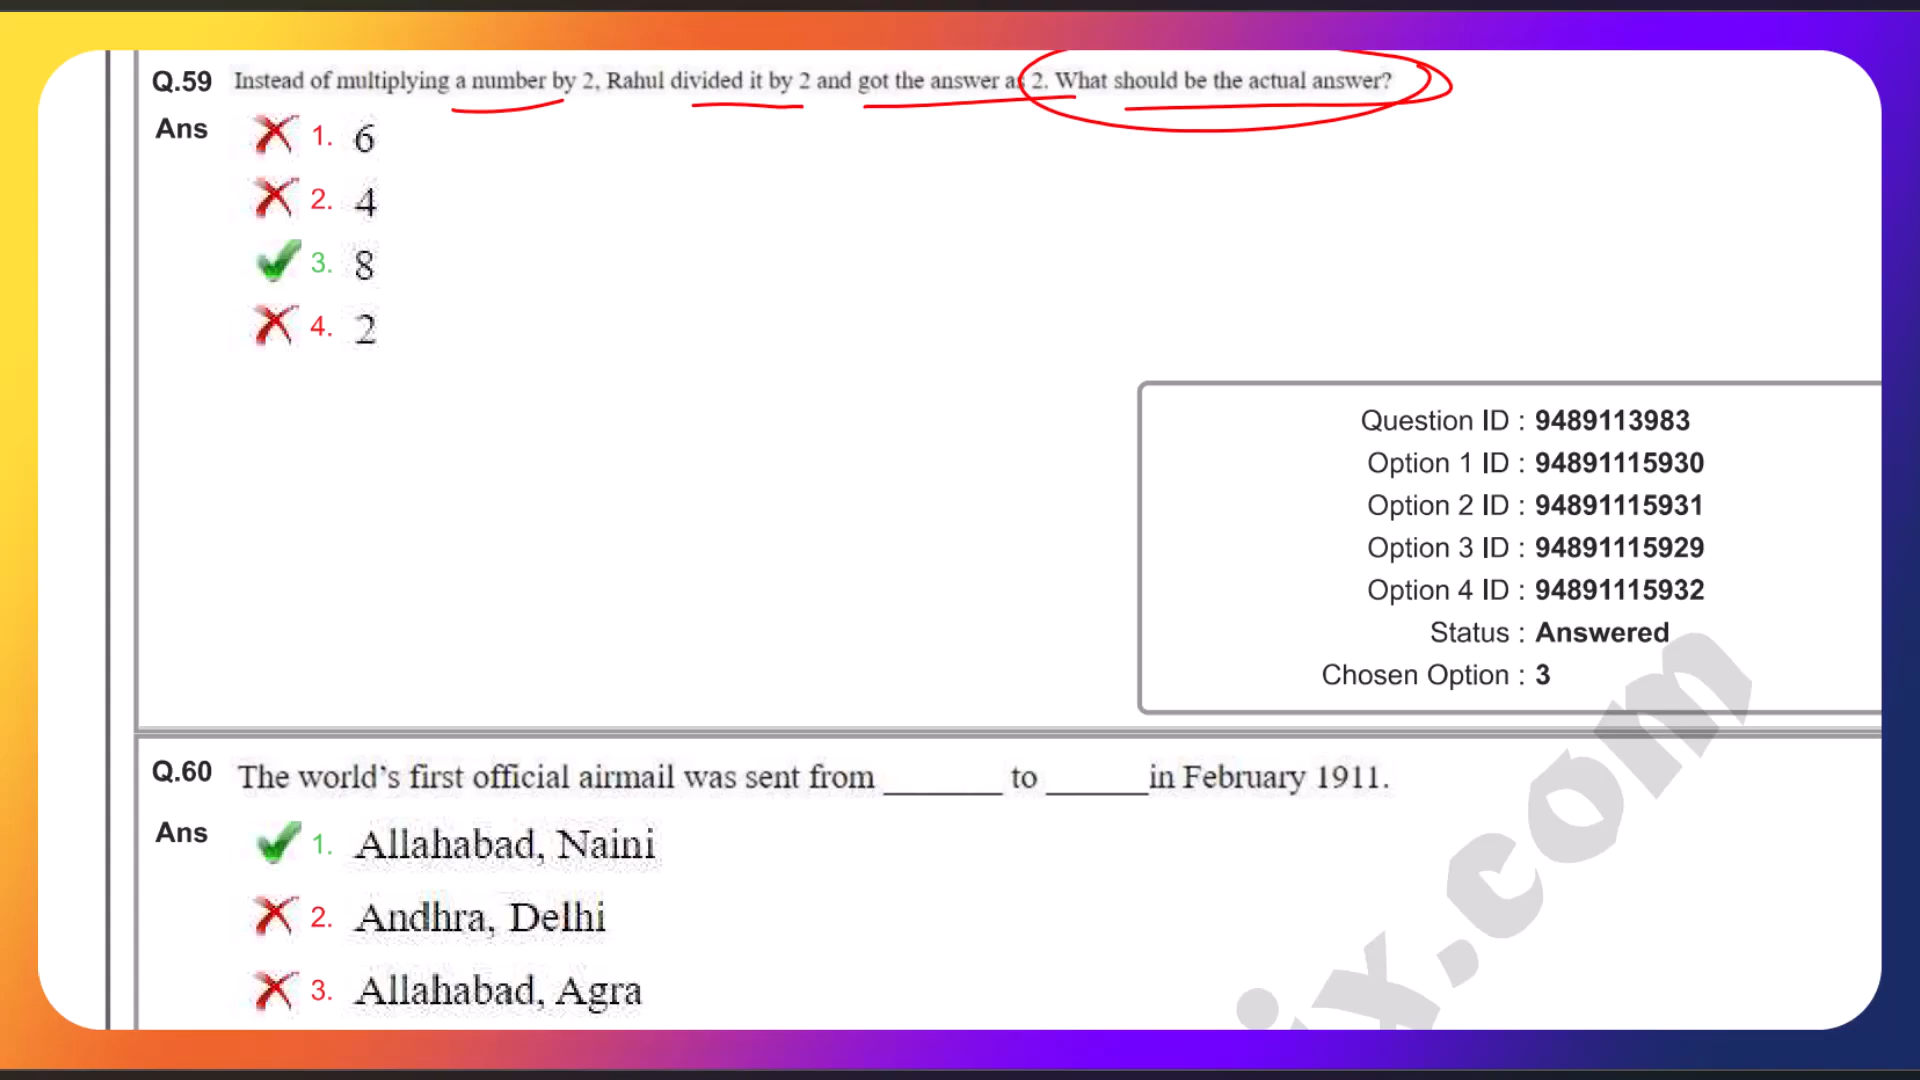 Q.59 Instead of multiplying a number by 2, Rahul divided it by 2 and got the answer as 2. What should be the actual answer?
Ans 1. 6
2. 4
3. 8
4. 2
Question ID : 9489113983
Option 1 ID : 94891115930
Option 2 ID : 94891115931
Option 3 ID : 94891115929
Option 4 ID : 94891115932
Status : Answered
Chosen Option : 3
Q.60 The world's first official airmail was sent from _______ to ______in February 1911.
Ans 1. Allahabad, Naini
2. Andhra, Delhi
3. Allahabad, Agra
ix.com